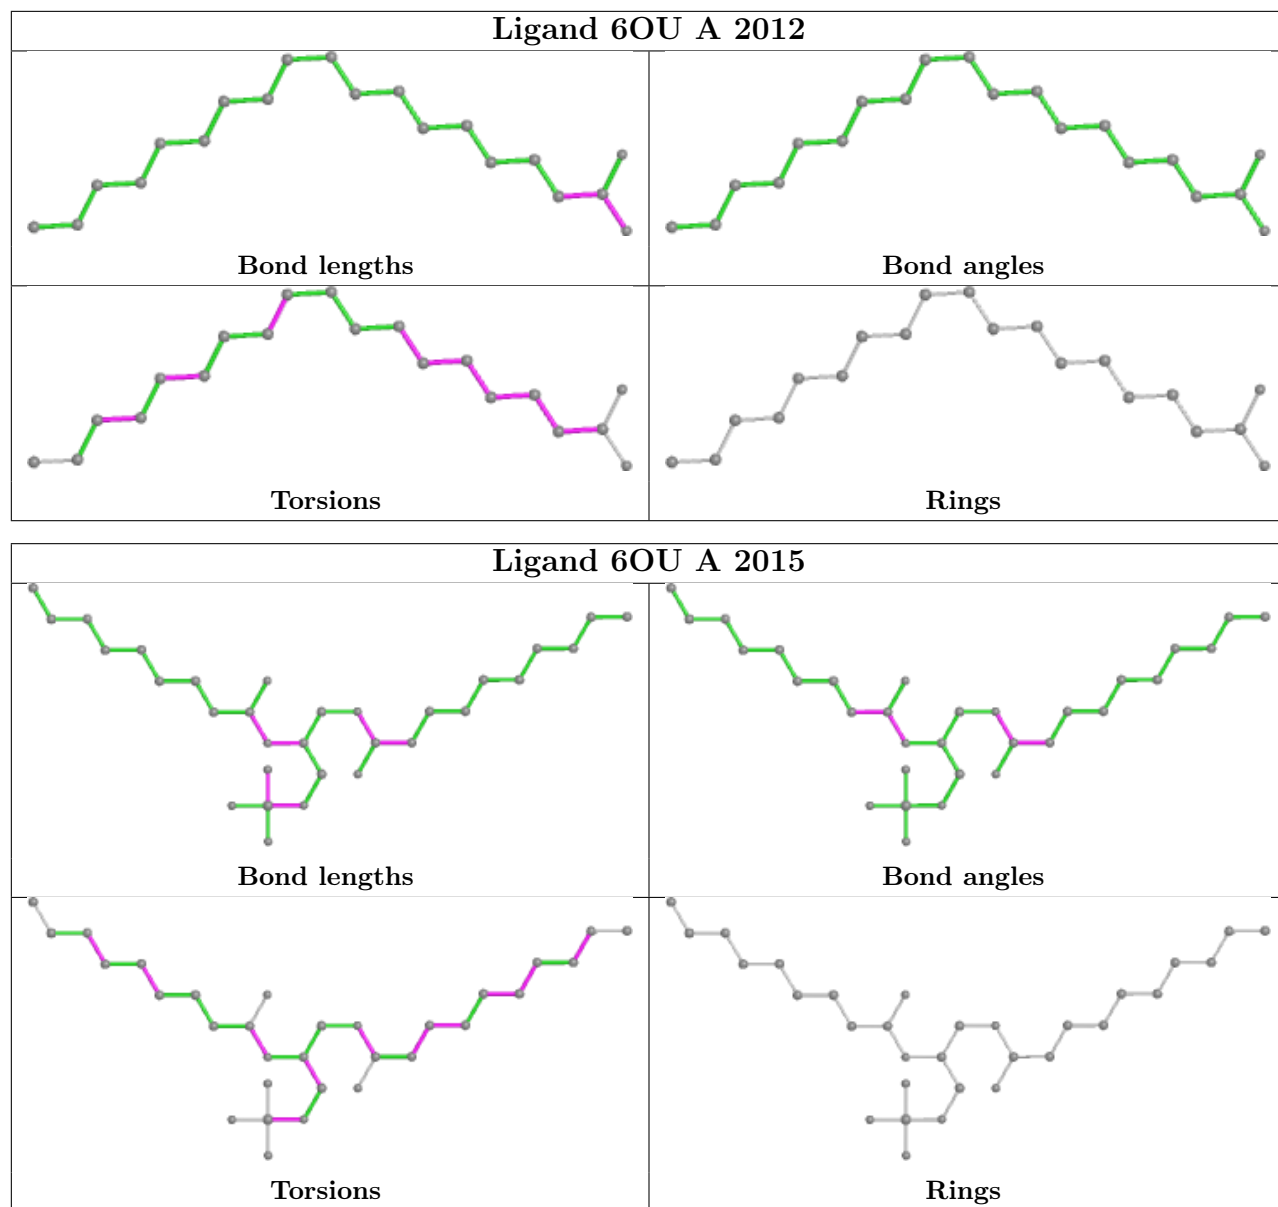 Ligand 6OU A 2012
Bond lengths
Bond angles
Torsions
Rings
Ligand 6OU A 2015
Bond lengths
Bond angles
Torsions
Rings